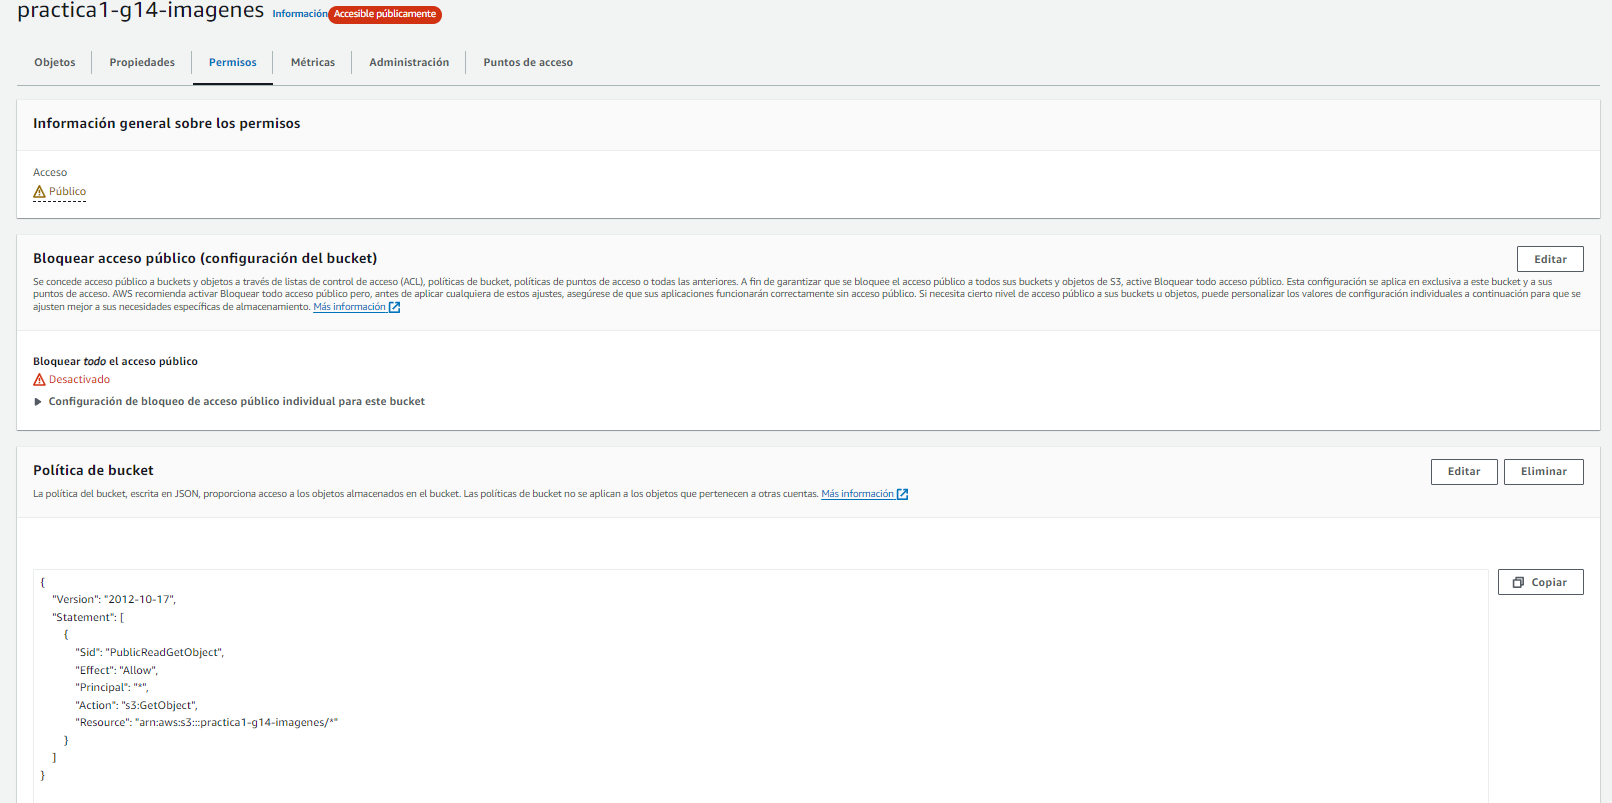 practica1-g14-imagenes Información Accesible públicamente
Objetos Propiedades Permisos Métricas Administración Puntos de acceso
Información general sobre los permisos
Acceso
Público
Bloquear acceso público (configuración del bucket) Editar
Se concede acceso público a buckets y objetos a través de listas de control de acceso (ACL), políticas de bucket, políticas de puntos de acceso o todas las anteriores. A fin de garantizar que se bloquee el acceso público a todos sus buckets y objetos de S3, active Bloquear todo acceso público. Esta configuración se aplica en exclusiva a este bucket y a sus
puntos de acceso. AWS recomienda activar Bloquear todo acceso público pero, antes de aplicar cualquiera de estos ajustes, asegúrese de que sus aplicaciones funcionarán correctamente sin acceso público. Si necesita cierto nivel de acceso público a sus buckets u objetos, puede personalizar los valores de configuración individuales a continuación para que se
ajusten mejor a sus necesidades específicas de almacenamiento. Más información
Bloquear todo el acceso público
Desactivado
Configuración de bloqueo de acceso público individual para este bucket
Política de bucket Editar Eliminar
La política del bucket, escrita en JSON, proporciona acceso a los objetos almacenados en el bucket. Las políticas de bucket no se aplican a los objetos que pertenecen a otras cuentas. Más información
Copiar
{
"Version": "2012-10-17",
"Statement": [
{
"Sid": "PublicReadGetObject",
"Effect": "Allow",
"Principal": "*",
"Action": "s3:GetObject",
"Resource": "arn:aws:s3:::practica1-g14-imagenes/*"
}
]
}